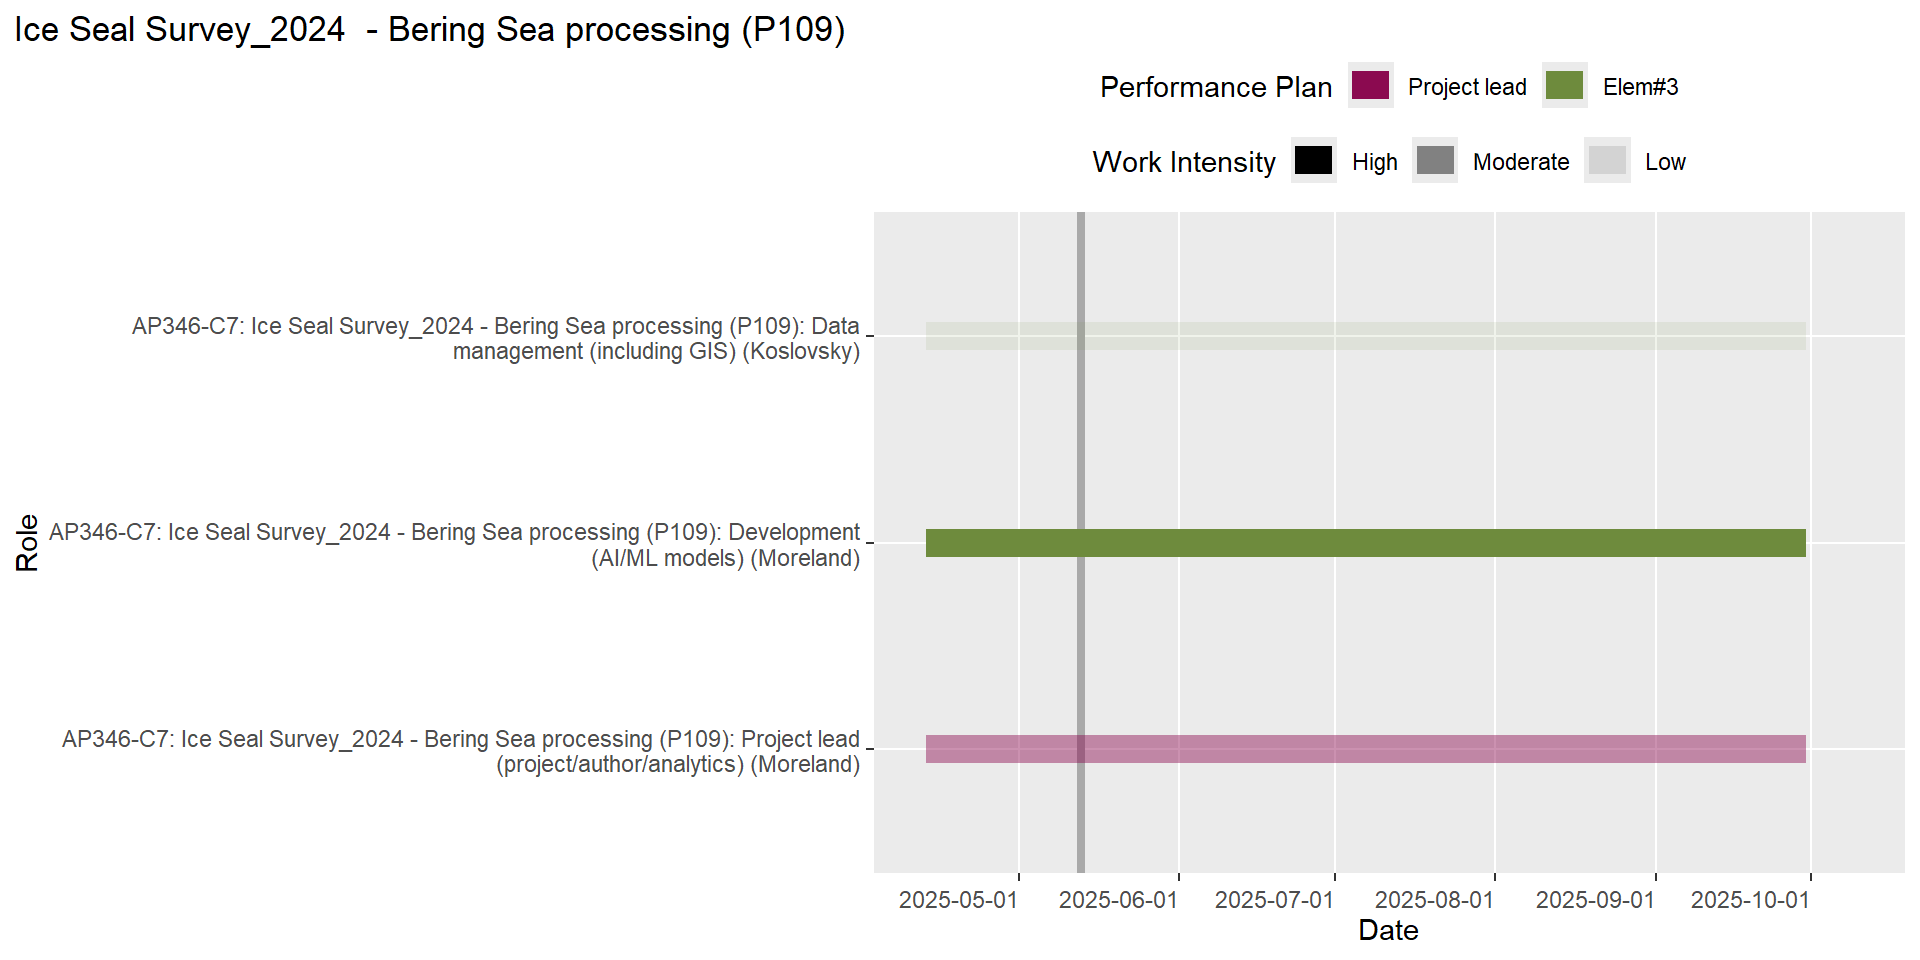 Ice Seal Survey_2024  - Bering Sea processing (P109)
Performance Plan Project lead Elem#3
Work Intensity High Moderate Low
AP346-C7: Ice Seal Survey_2024 - Bering Sea processing (P109): Data
management (including GIS) (Koslovsky)
Role
AP346-C7: Ice Seal Survey_2024 - Bering Sea processing (P109): Development
(AI/ML models) (Moreland)
AP346-C7: Ice Seal Survey_2024 - Bering Sea processing (P109): Project lead
(project/author/analytics) (Moreland)
2025-05-01 2025-06-01 2025-07-01 2025-08-01 2025-09-01 2025-10-01
Date